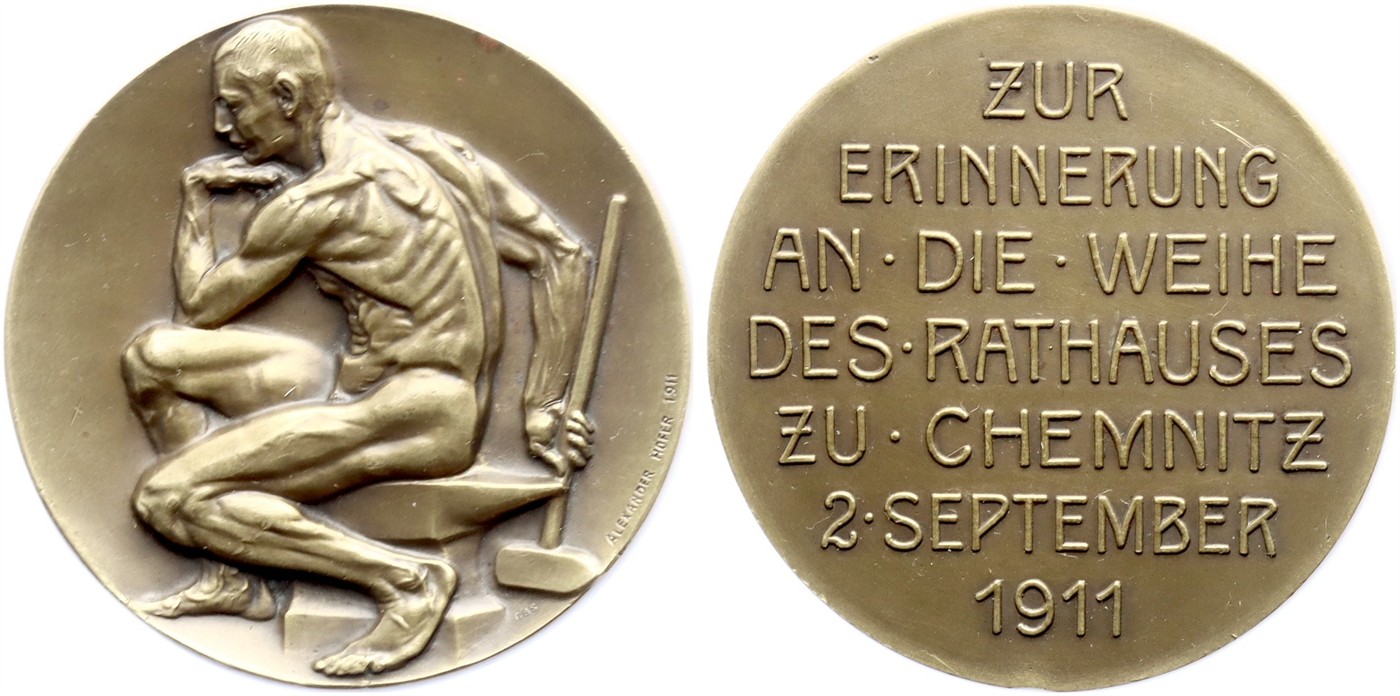 ALEXANDER HÖFER 1911
ZUR
ERINNERUNG
AN · DIE · WEIHE
DES · RATHAUSES
ZU · CHEMNITZ
2 · SEPTEMBER
1911